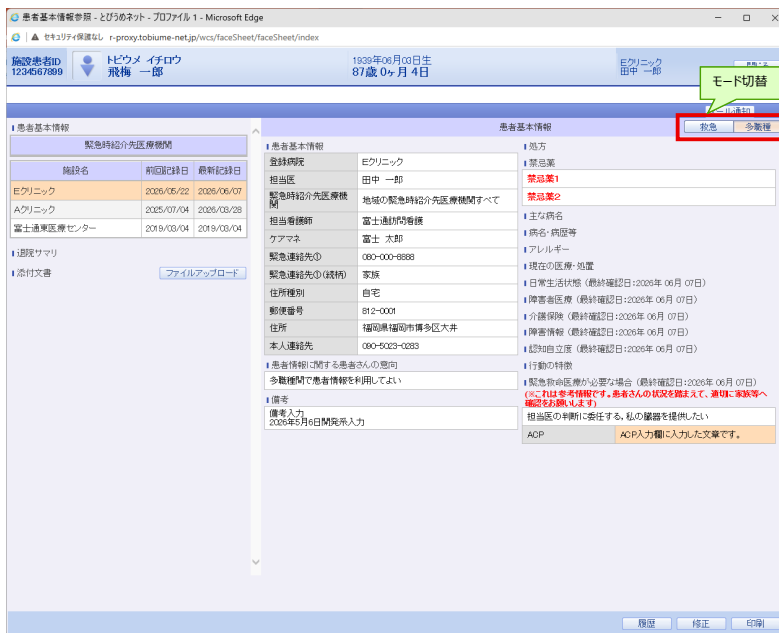 患者基本情報参照 - とびうめネット - プロファイル 1 - Microsoft Edge
セキュリティ保護なし r-proxy.tobiume-net.jp/wcs/faceSheet/faceSheet/index
施設患者ID
1234567899
トビウメ イチロウ
飛梅 一郎
1939年06月03日生
87歳 0ヶ月 4日
Eクリニック
田中 一郎
モード切替
メール通知
患者基本情報
緊急時紹介先医療機関
施設名 前回記録日 最新記録日
Eクリニック 2026/05/22 2026/06/07
Aクリニック 2025/07/04 2026/03/28
富士通東医療センター 2019/03/04 2019/03/04
退院サマリ
添付文書 ファイルアップロード
患者基本情報 救急 多職種
患者基本情報
登録病院 Eクリニック
担当医 田中 一郎
緊急時紹介先医療機関 地域の緊急時紹介先医療機関すべて
担当看護師 富士通訪問看護
ケアマネ 富士 太郎
緊急連絡先① 080-000-8888
緊急連絡先①(続柄) 家族
住所種別 自宅
郵便番号 812-0001
住所 福岡県福岡市博多区大井
本人連絡先 090-5023-0283
患者情報に関する患者さんの意向
多職種間で患者情報を利用してよい
備考
備考入力
2026年5月6日開発系入力
処方
禁忌薬
禁忌薬1
禁忌薬2
主な病名
病名・病歴等
アレルギー
現在の医療・処置
日常生活状態 (最終確認日:2026年 06月 07日)
障害者医療 (最終確認日:2026年 06月 07日)
介護保険 (最終確認日:2026年 06月 07日)
障害情報 (最終確認日:2026年 06月 07日)
認知自立度 (最終確認日:2026年 06月 07日)
行動の特徴
緊急救命医療が必要な場合 (最終確認日:2026年 06月 07日)
(※これは参考情報です。患者さんの状況を踏まえて、適切に家族等へ
確認をお願いします)
担当医の判断に委任する, 私の臓器を提供したい
ACP ACP入力欄に入力した文章です。
履歴 修正 印刷